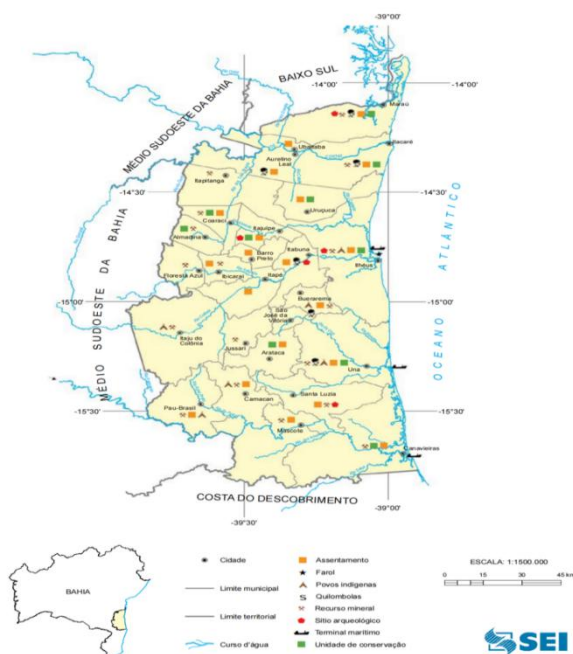 -39°00'
-14°00'
-14°00'
BAIXO SUL
Maraú
MÉDIO SUDOESTE DA BAHIA
Ubaitaba
Itacaré
Aurelino
Leal
Itapitanga
-14°30'
-14°30'
Uruçuca
Coaraci
Almadina
Itajuípe
Barro
Preto
Itabuna
Ilhéus
Floresta Azul
Ibicaraí
Itapé
-15°00'
-15°00'
Buerarema
São
José da
Vitória
Itaju do
Colônia
Jussari
Arataca
Una
Camacan
Santa Luzia
Pau-Brasil
-15°30'
-15°30'
Mascote
Canavieiras
MÉDIO SUDOESTE DA BAHIA
OCEANO ATLÂNTICO
COSTA DO DESCOBRIMENTO
-39°30'
-39°00'
BAHIA
Cidade
Limite municipal
Limite territorial
Curso d'água
Assentamento
Farol
Povos indígenas
S Quilombolas
Recurso mineral
Sítio arqueológico
Terminal marítimo
Unidade de conservação
ESCALA: 1:1500.000
0 15 30 45 km
SEI